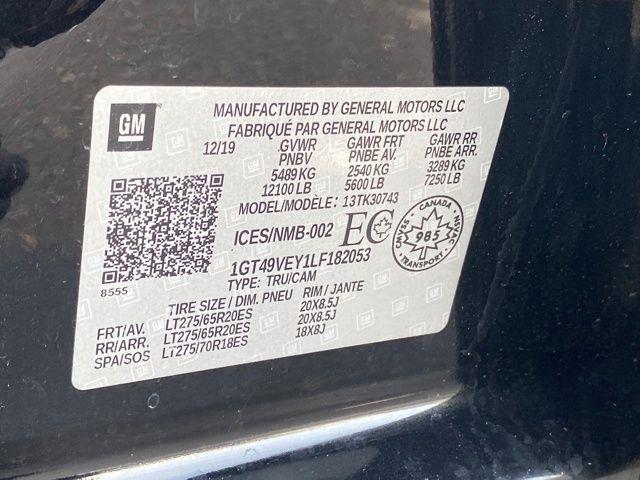 GM
MANUFACTURED BY GENERAL MOTORS LLC
FABRIQUÉ PAR GENERAL MOTORS LLC
12/19 GVWR GAWR FRT GAWR RR
PNBV PNBE AV. PNBE ARR.
5489 KG 2540 KG 3289 KG
12100 LB 5600 LB 7250 LB
MODEL/MODÈLE: 13TK30743
ICES/NMB-002 EC
CANADA
985
CMVSS NSVAC
1GT49VEY1LF182053
TYPE: TRU/CAM
8555
TIRE SIZE / DIM. PNEU RIM / JANTE
FRT/AV. LT275/65R20ES 20X8.5J
RR/ARR. LT275/65R20ES 20X8.5J
SPA/SOS LT275/70R18ES 18X8J